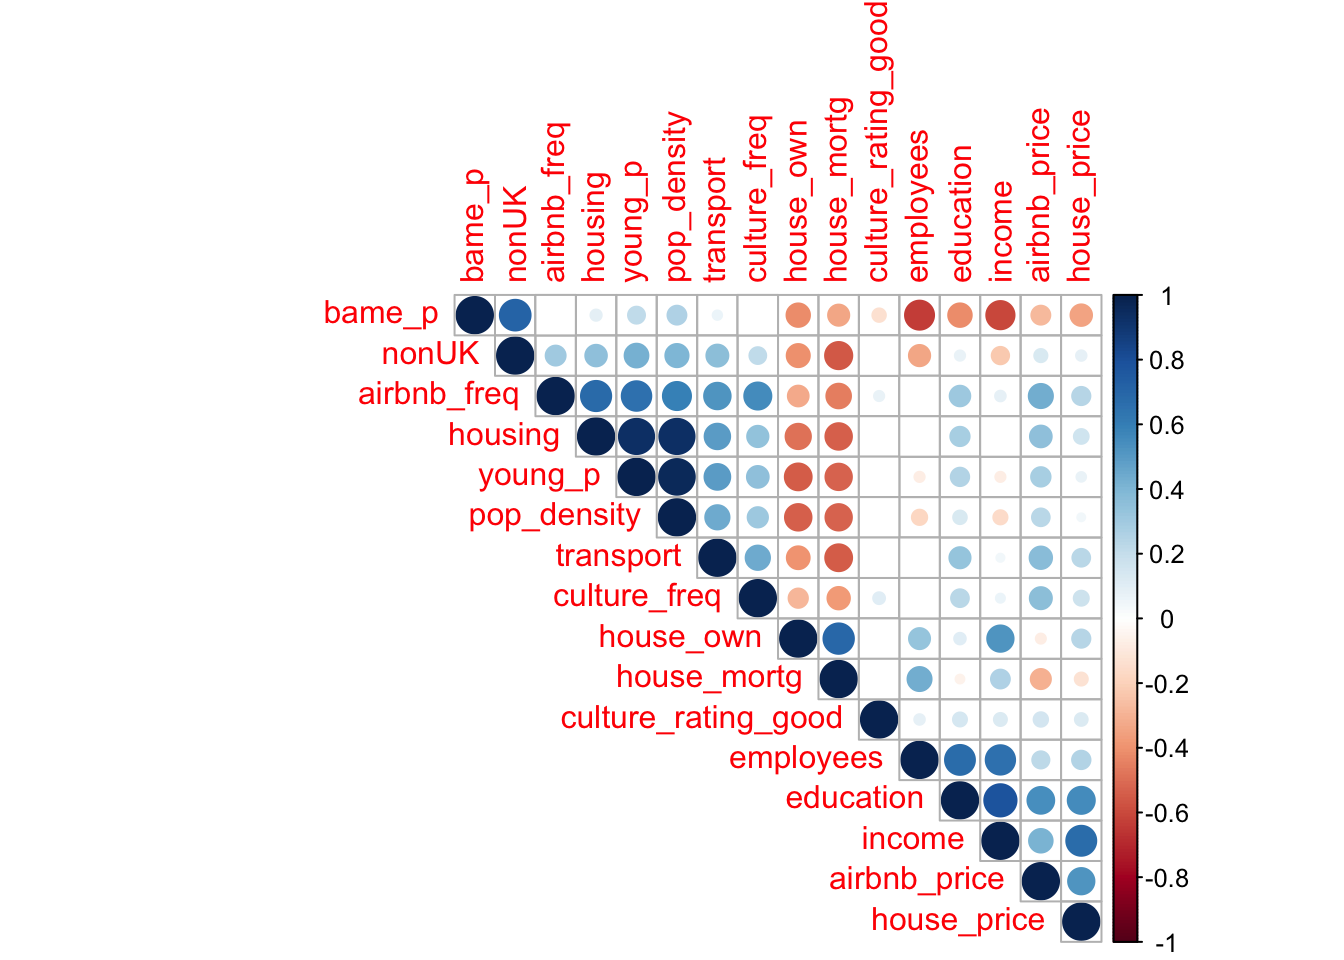 bame_p
nonUK
airbnb_freq
housing
young_p
pop_density
transport
culture_freq
house_own
house_mortg
culture_rating_good
employees
education
income
airbnb_price
house_price
bame_p
nonUK
airbnb_freq
housing
young_p
pop_density
transport
culture_freq
house_own
house_mortg
culture_rating_good
employees
education
income
airbnb_price
house_price
1
0.8
0.6
0.4
0.2
0
-0.2
-0.4
-0.6
-0.8
-1